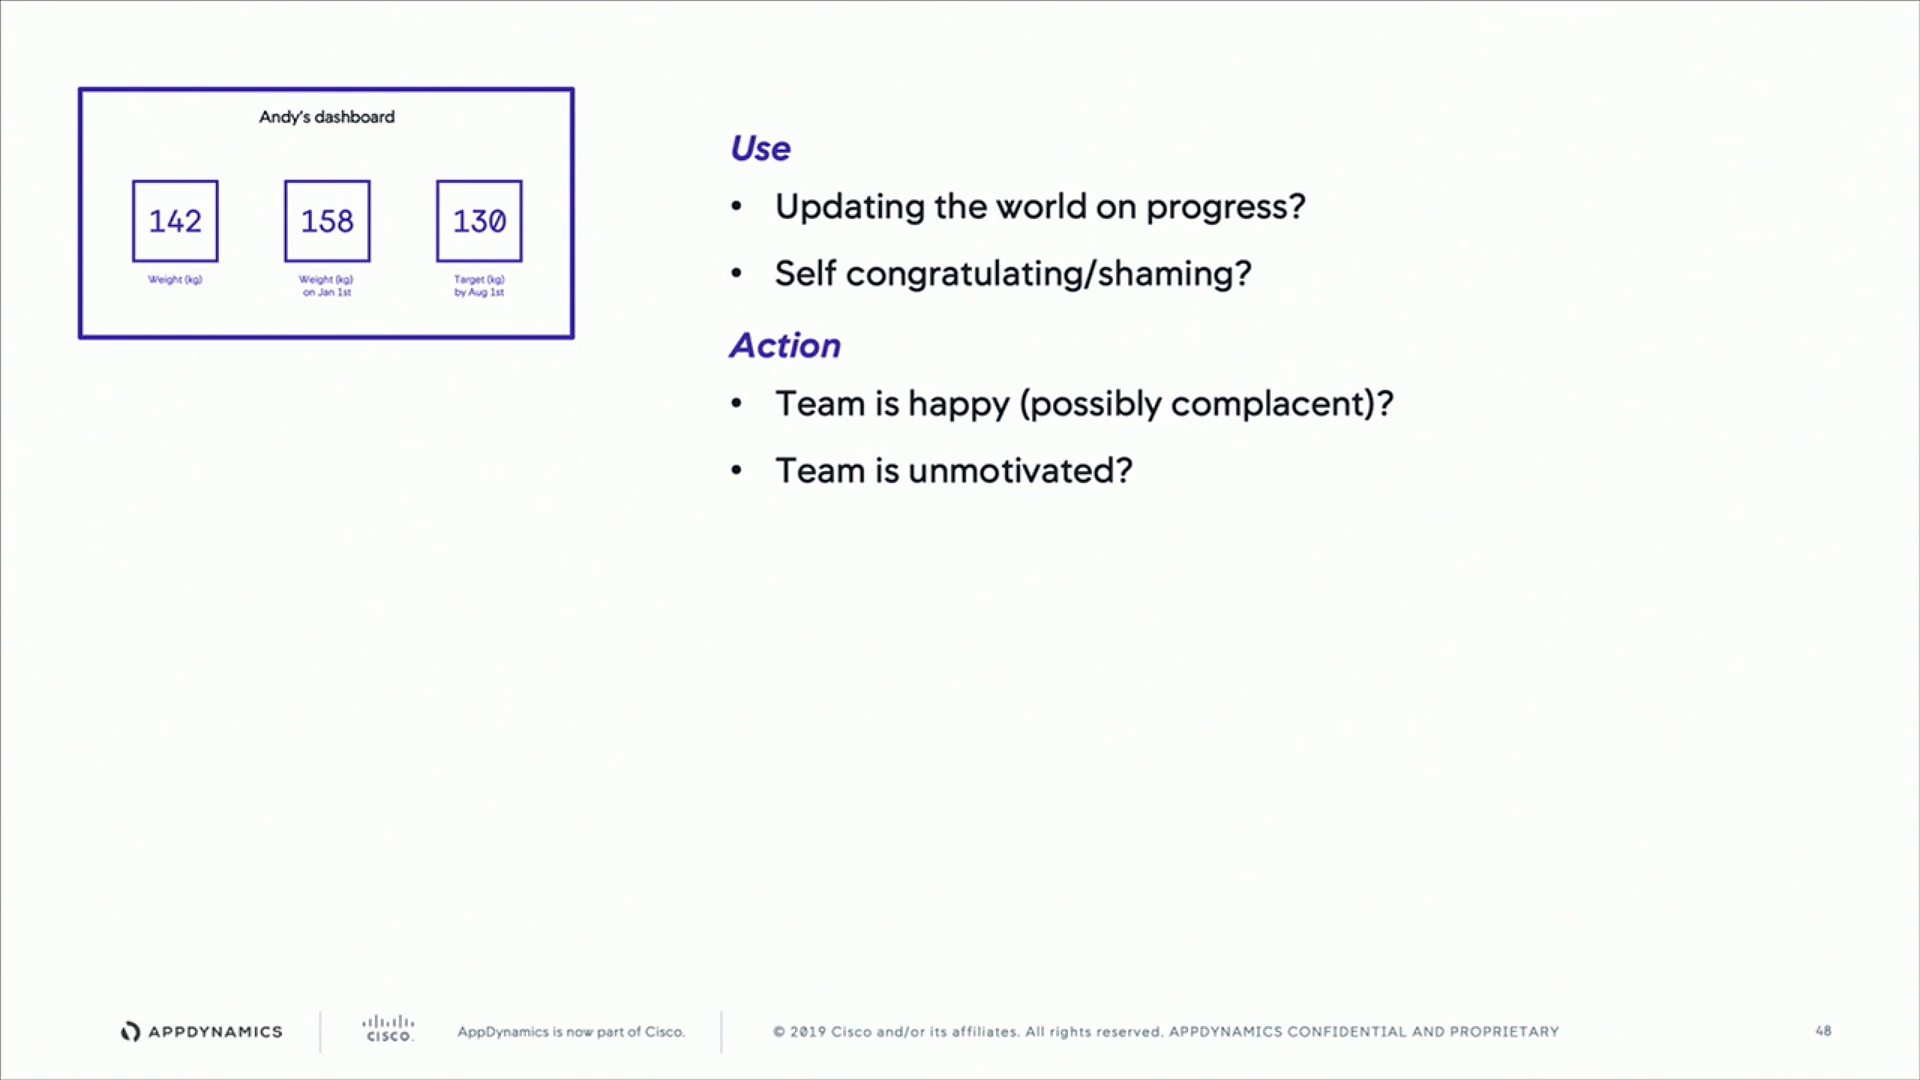 Andy's dashboard
142
158
130
Weight (kg)
Weight (kg)
on Jan 1st
Target (kg)
by Aug 1st
Use
• Updating the world on progress?
• Self congratulating/shaming?
Action
• Team is happy (possibly complacent)?
• Team is unmotivated?
APPDYNAMICS
CISCO.
AppDynamics is now part of Cisco.
© 2019 Cisco and/or its affiliates. All rights reserved. APPDYNAMICS CONFIDENTIAL AND PROPRIETARY
48